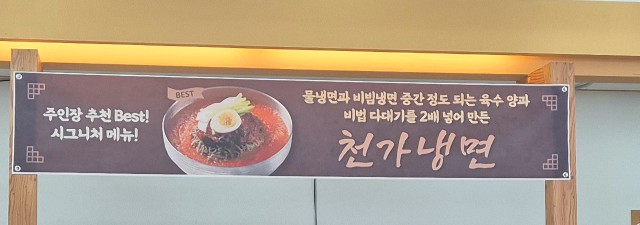 주인장 추천 Best!
시그니처 메뉴!
BEST
물냉면과 비빔냉면 중간 정도 되는 육수 양과
비법 다대기를 2배 넣어 만든
천가냉면